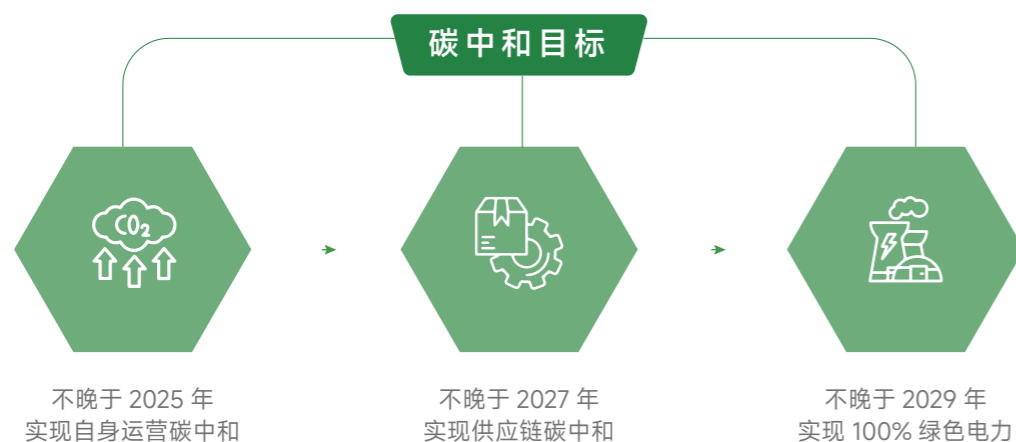 碳中和目标
CO2
不晚于 2025 年
实现自身运营碳中和
不晚于 2027 年
实现供应链碳中和
不晚于 2029 年
实现 100% 绿色电力